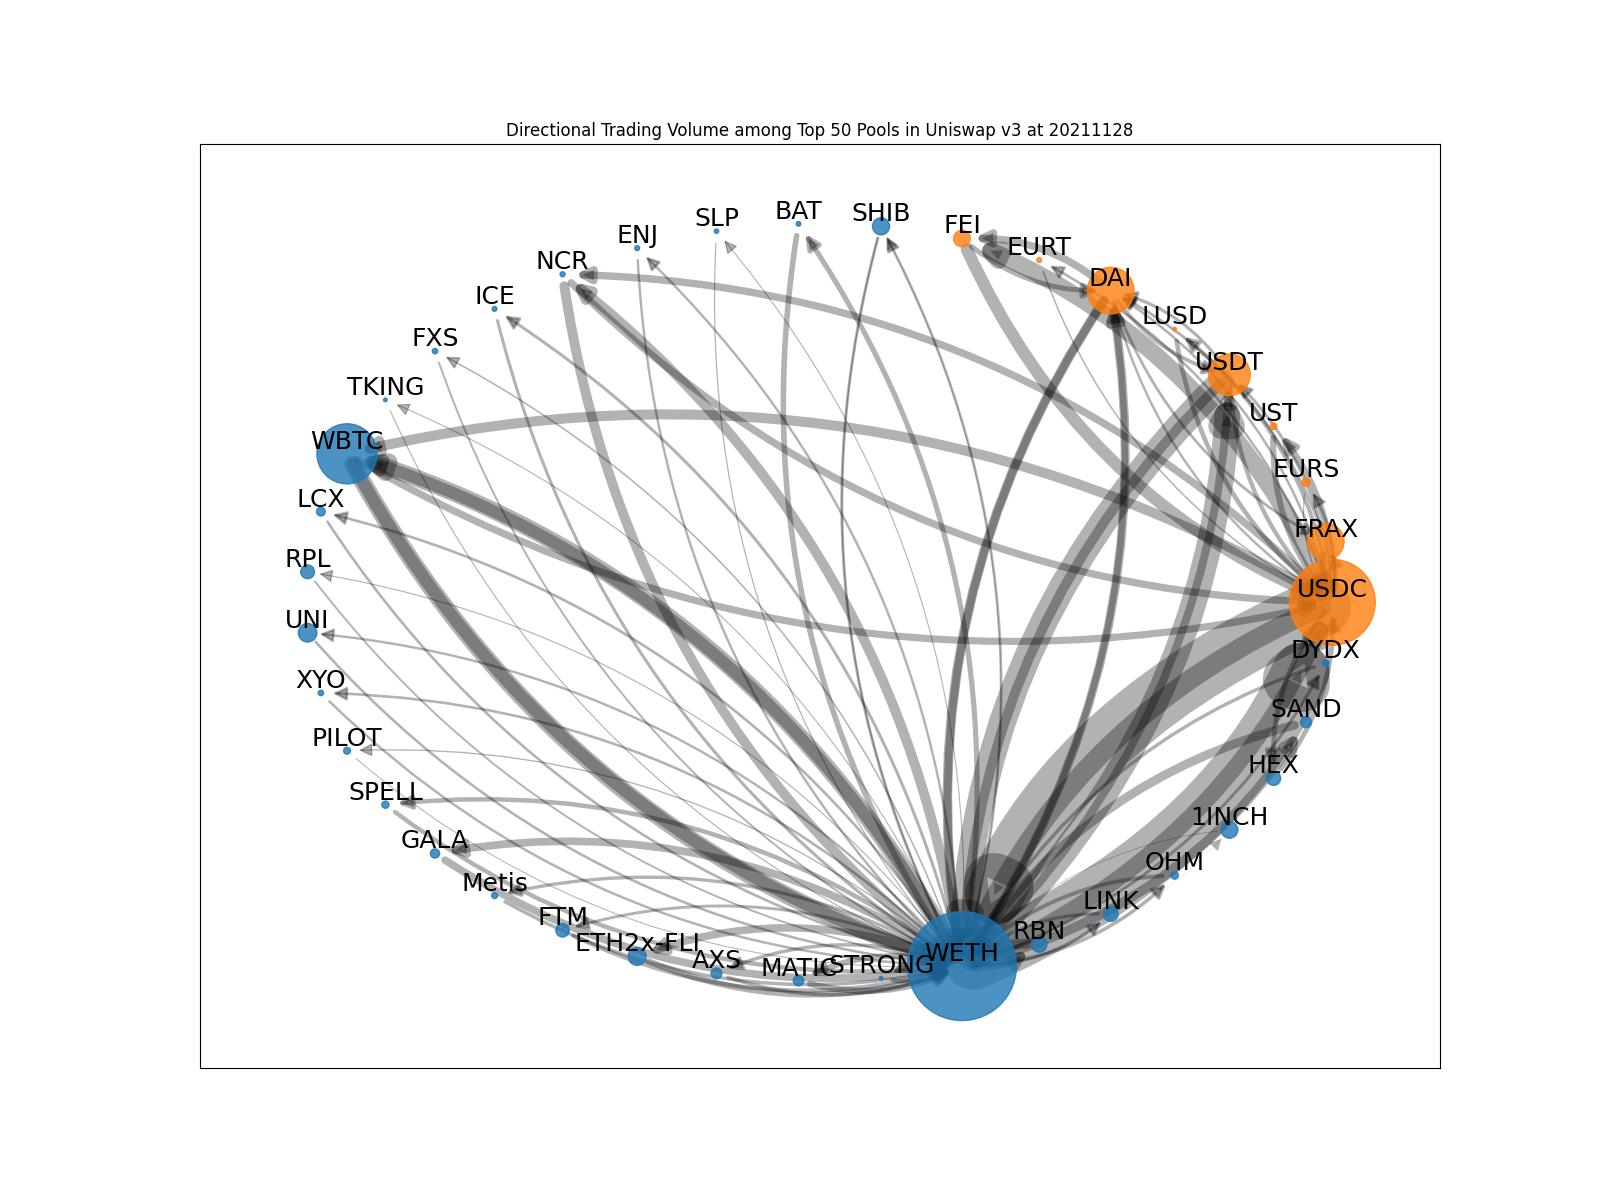 Directional Trading Volume among Top 50 Pools in Uniswap v3 at 20211128
SHIB
BAT
SLP
FEI
ENJ
EURT
NCR
DAI
ICE
LUSD
FXS
USDT
TKING
UST
WBTC
EURS
LCX
FRAX
RPL
USDC
UNI
DYDX
XYO
SAND
PILOT
HEX
SPELL
1INCH
GALA
OHM
Metis
LINK
FTM
RBN
ETH2x-FLI
WETH
AXS
MATIC
STRONG